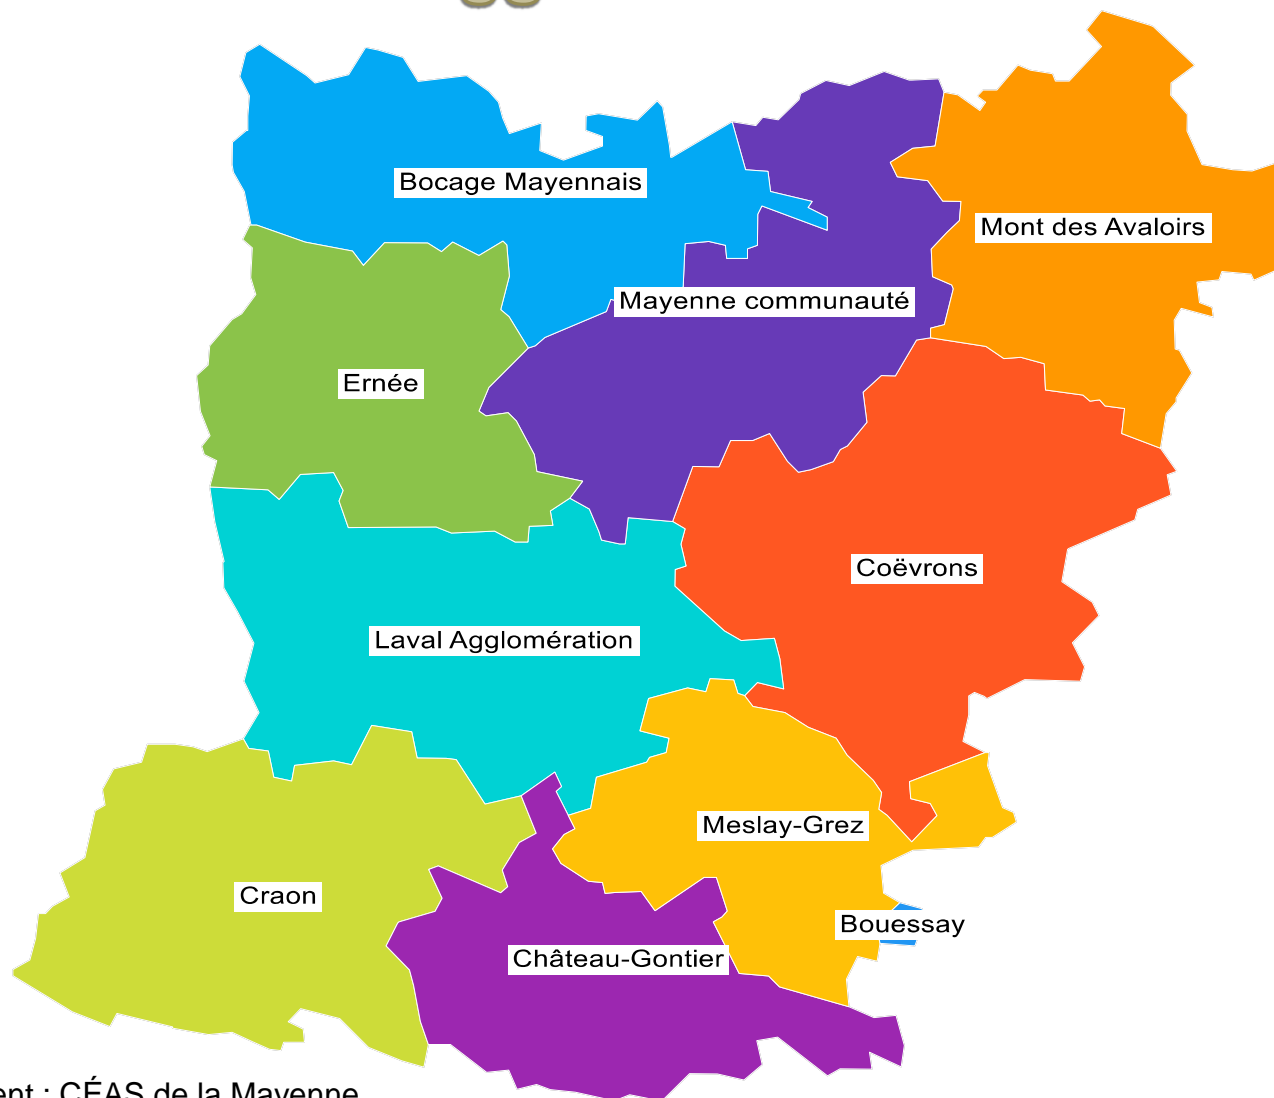 Bocage Mayennais
Mont des Avaloirs
Mayenne communauté
Ernée
Coëvrons
Laval Agglomération
Meslay-Grez
Craon
Bouessay
Château-Gontier
: CÉAS de la Mayenne